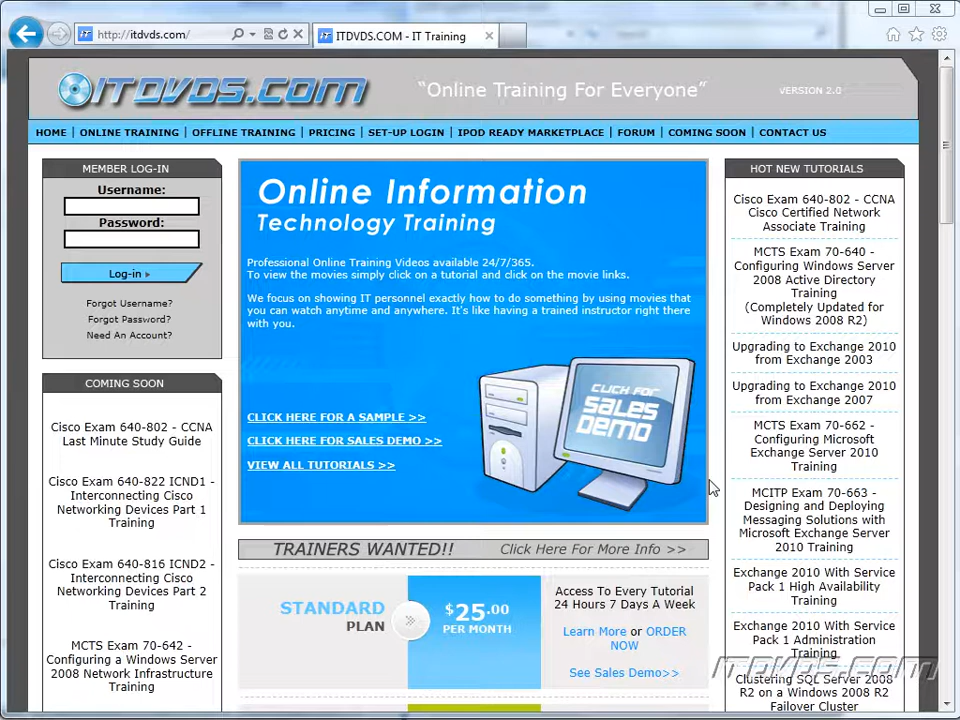 http://itdvds.com/
ITDVDS.COM - IT Training
ITDVDS.COM
"Online Training For Everyone"
VERSION 2.0
HOME | ONLINE TRAINING | OFFLINE TRAINING | PRICING | SET-UP LOGIN | IPOD READY MARKETPLACE | FORUM | COMING SOON | CONTACT US
MEMBER LOG-IN
Username:
Password:
Log-in
Forgot Username?
Forgot Password?
Need An Account?
COMING SOON
Cisco Exam 640-802 - CCNA
Last Minute Study Guide
Cisco Exam 640-822 ICND1 -
Interconnecting Cisco
Networking Devices Part 1
Training
Cisco Exam 640-816 ICND2 -
Interconnecting Cisco
Networking Devices Part 2
Training
MCTS Exam 70-642 -
Configuring a Windows Server
2008 Network Infrastructure
Training
Online Information
Technology Training
Professional Online Training Videos available 24/7/365.
To view the movies simply click on a tutorial and click on the movie links.
We focus on showing IT personnel exactly how to do something by using movies that
you can watch anytime and anywhere. It's like having a trained instructor right there
with you.
CLICK HERE FOR A SAMPLE >>
CLICK HERE FOR SALES DEMO >>
VIEW ALL TUTORIALS >>
CLICK FOR
SALES
DEMO
TRAINERS WANTED!! Click Here For More Info >>
STANDARD
PLAN
$25.00
PER MONTH
Access To Every Tutorial
24 Hours 7 Days A Week
Learn More or ORDER
NOW
See Sales Demo>>
HOT NEW TUTORIALS
Cisco Exam 640-802 - CCNA
Cisco Certified Network
Associate Training
MCTS Exam 70-640 -
Configuring Windows Server
2008 Active Directory
Training
(Completely Updated for
Windows 2008 R2)
Upgrading to Exchange 2010
from Exchange 2003
Upgrading to Exchange 2010
from Exchange 2007
MCTS Exam 70-662 -
Configuring Microsoft
Exchange Server 2010
Training
MCITP Exam 70-663 -
Designing and Deploying
Messaging Solutions with
Microsoft Exchange Server
2010 Training
Exchange 2010 With Service
Pack 1 High Availability
Training
Exchange 2010 With Service
Pack 1 Administration
Training
Clustering SQL Server 2008
R2 on a Windows 2008 R2
Failover Cluster
ITDVDS.COM